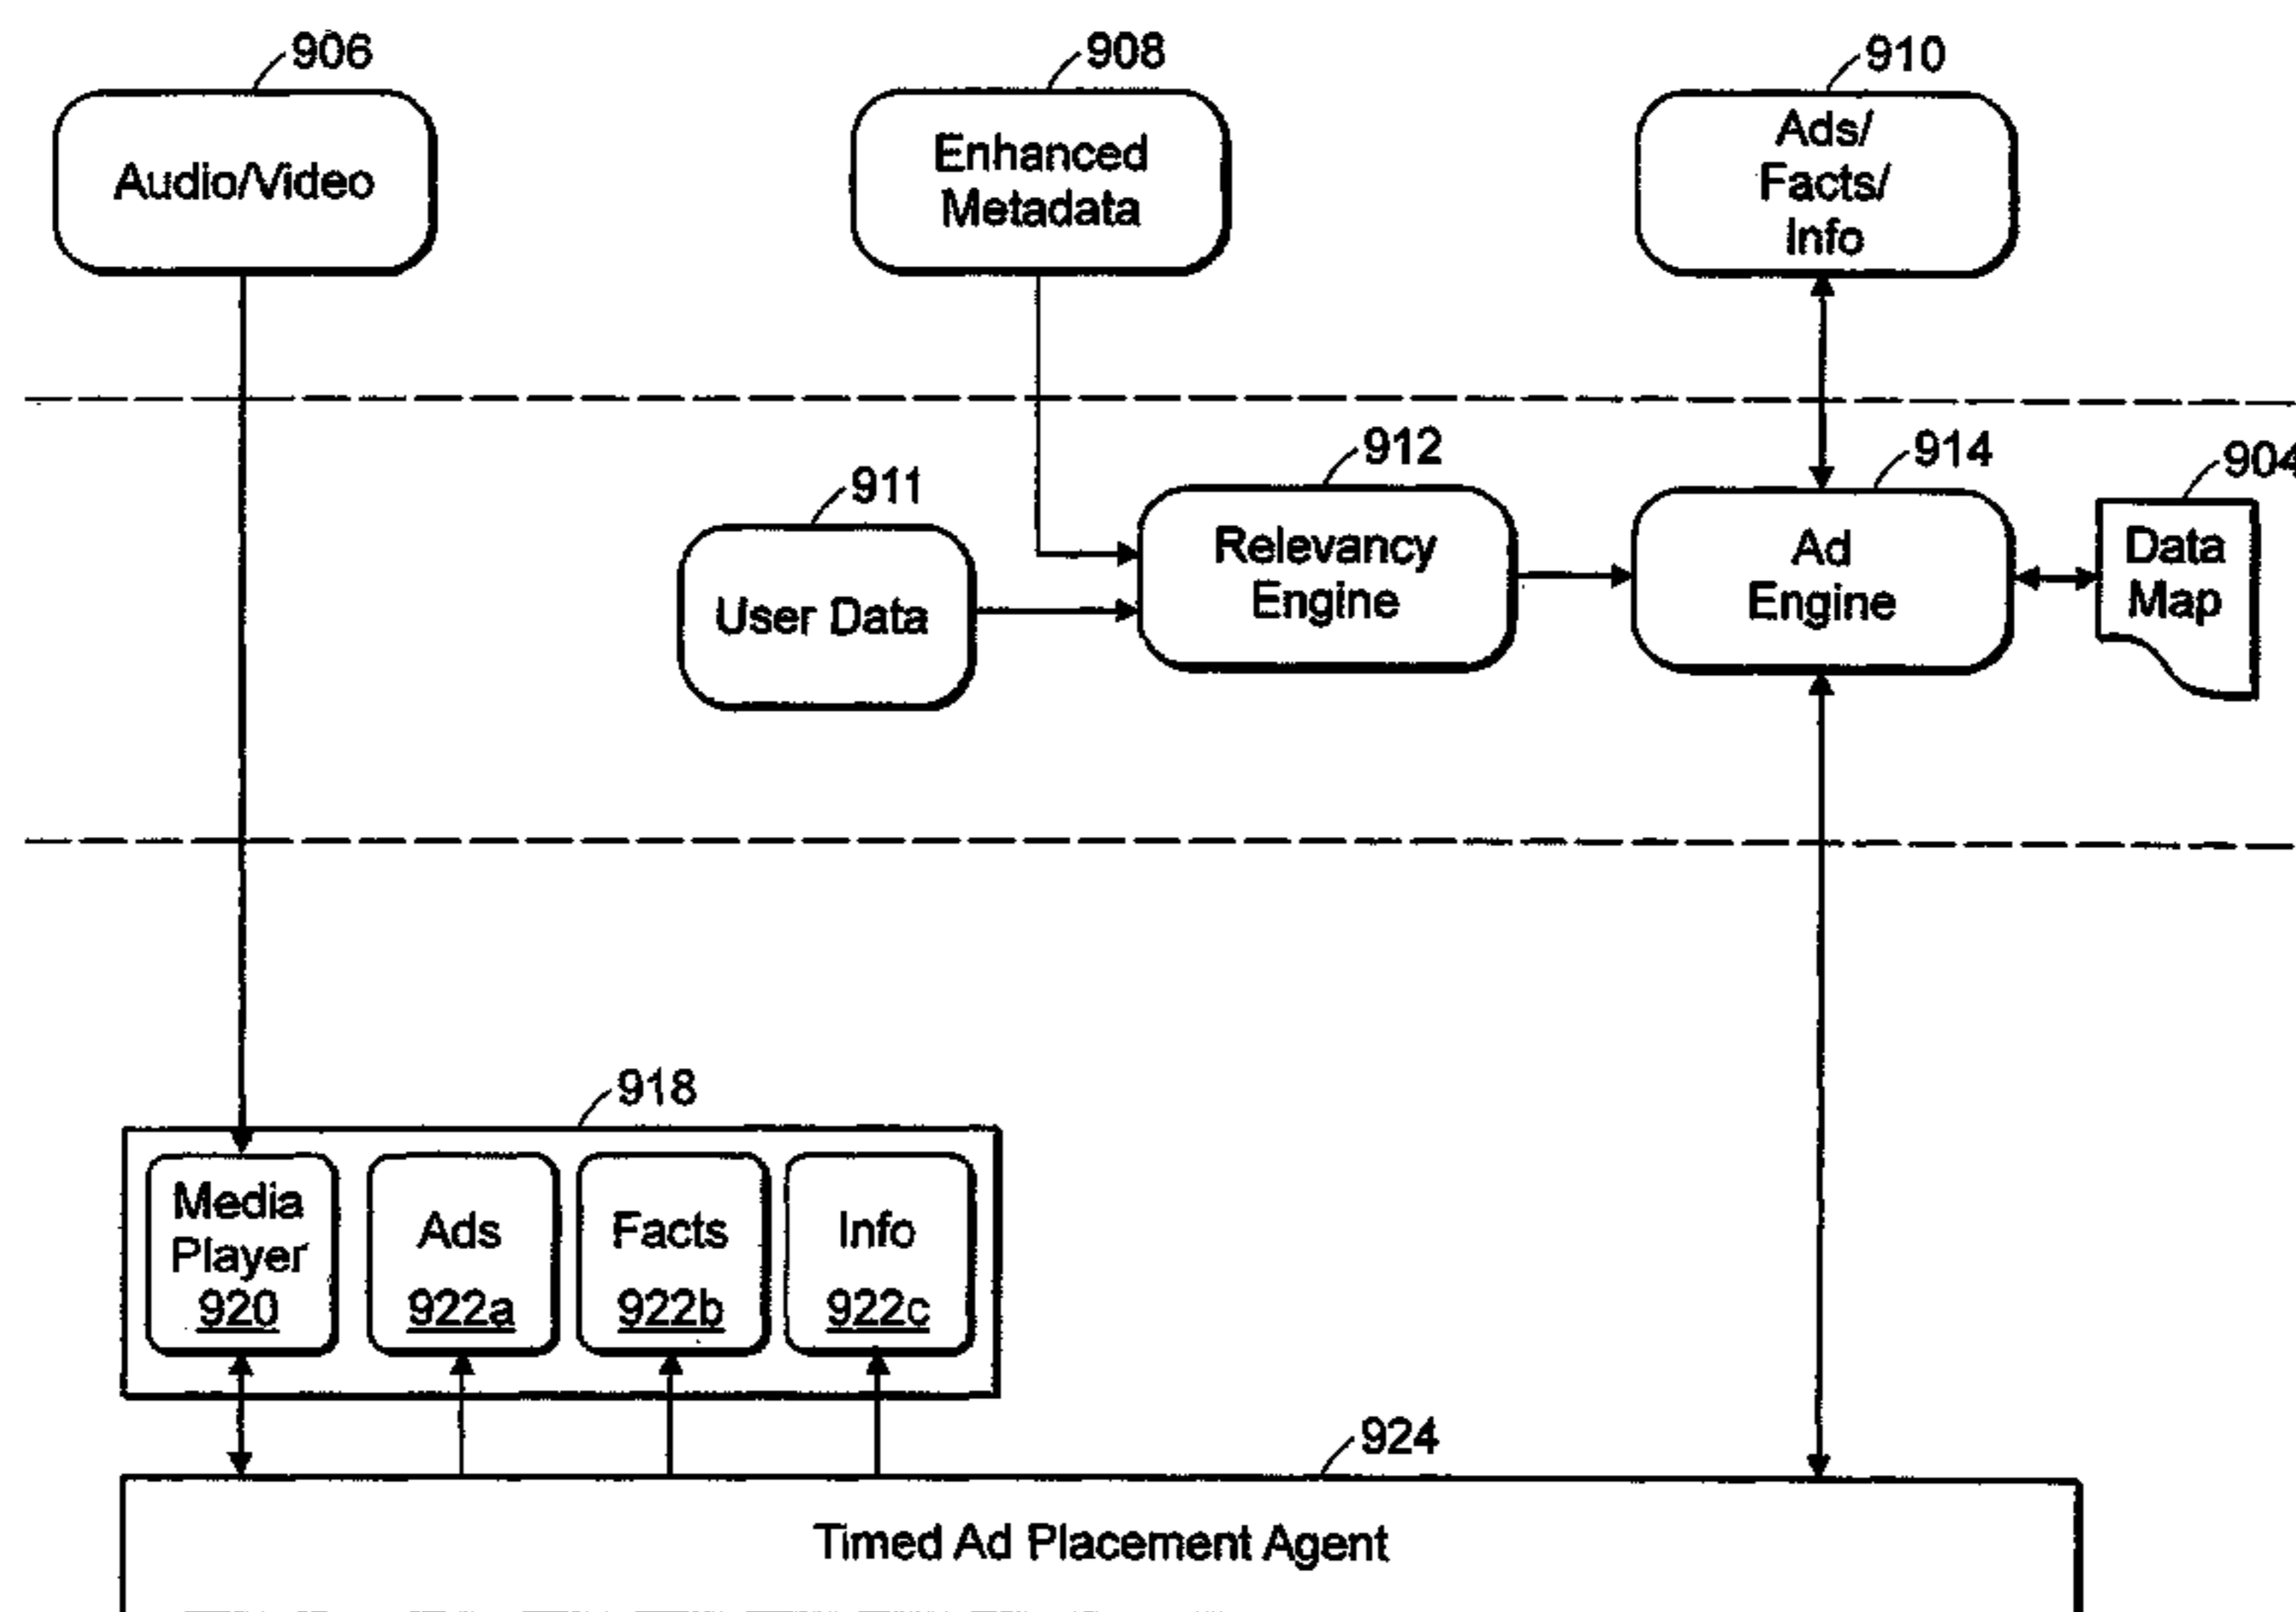 906
908
910
Audio/Video
Enhanced
Metadata
Ads/
Facts/
Info
911
912
914
904
User Data
Relevancy
Engine
Ad
Engine
Data
Map
918
Media
Player
920
Ads
922a
Facts
922b
Info
922c
924
Timed Ad Placement Agent